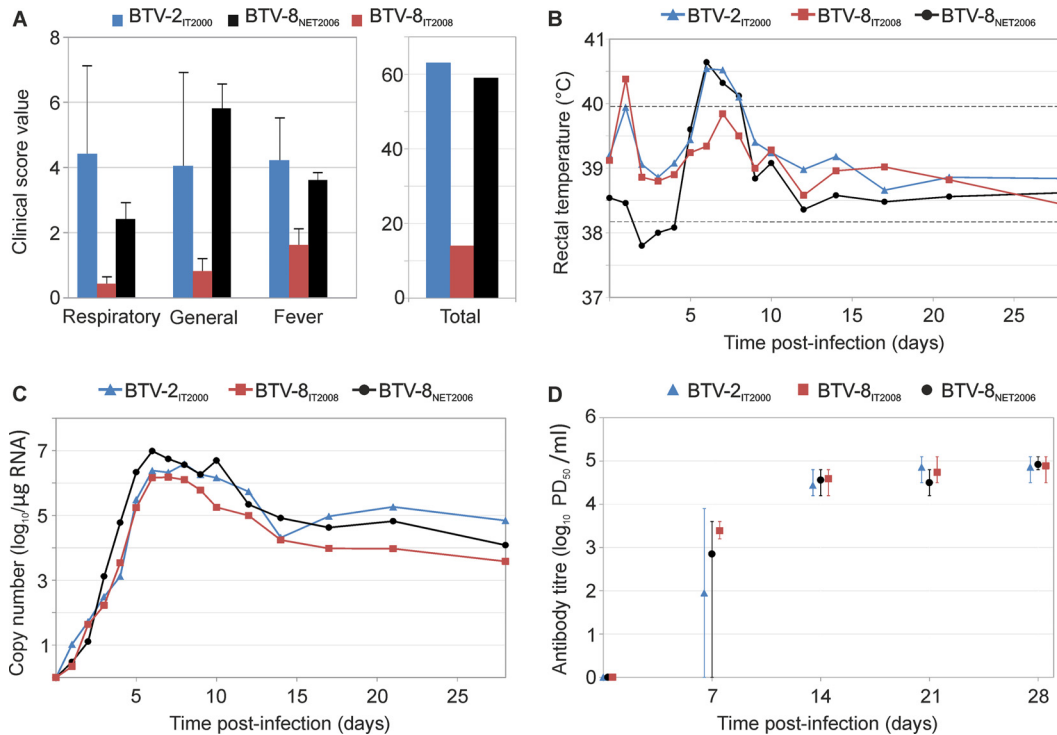 A
BTV-2IT2000 BTV-8NET2006 BTV-8IT2008
Clinical score value
8
6
4
2
0
Respiratory General Fever
60
40
20
0
Total
B
BTV-2IT2000 BTV-8IT2008 BTV-8NET2006
Rectal temperature (°C)
41
40
39
38
37
5 10 15 20 25
Time post-infection (days)
C
BTV-2IT2000 BTV-8IT2008 BTV-8NET2006
Copy number (log10/µg RNA)
7
5
3
1
5 10 15 20 25
Time post-infection (days)
D
BTV-2IT2000 BTV-8IT2008 BTV-8NET2006
Antibody titre (log10 PD50 /ml)
6
5
4
3
2
1
0
7 14 21 28
Time post-infection (days)